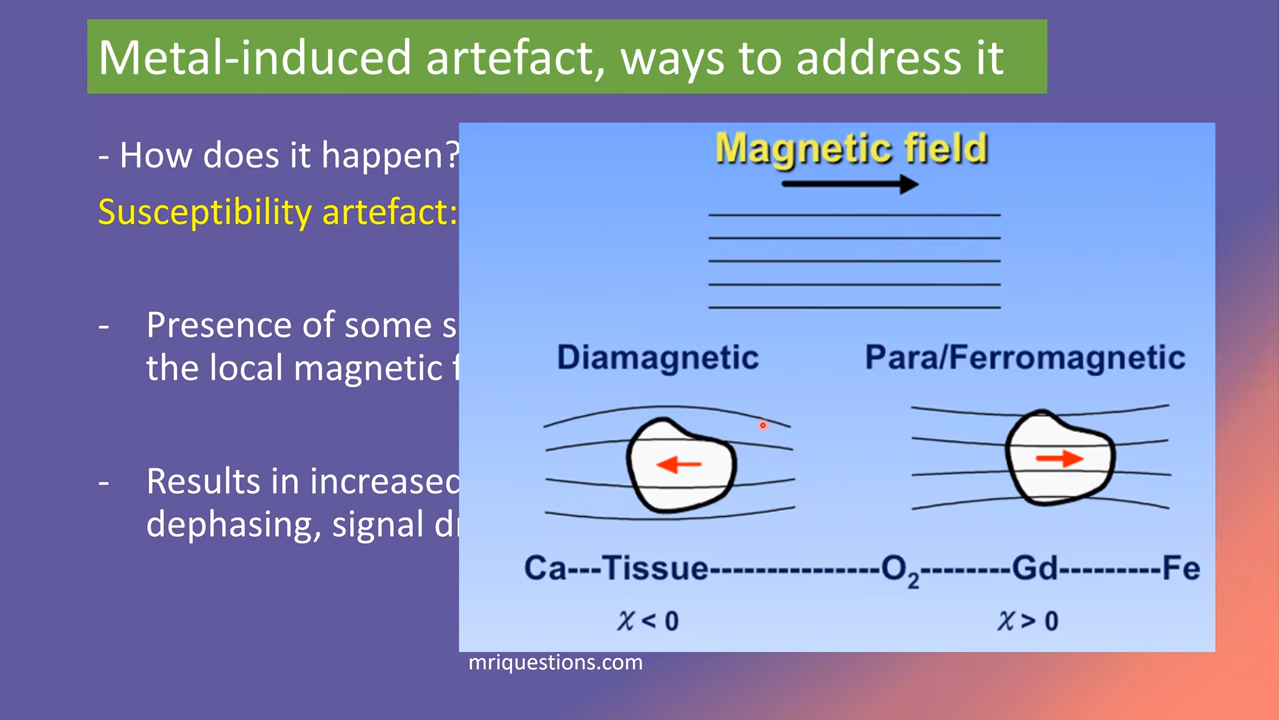 Metal-induced artefact, ways to address it
- How does it happen?
Susceptibility artefact:
- Presence of some s
the local magnetic f
- Results in increased
dephasing, signal dr
Magnetic field
Diamagnetic
Para/Ferromagnetic
Ca---Tissue---------------O₂--------Gd---------Fe
χ < 0
χ > 0
mriquestions.com